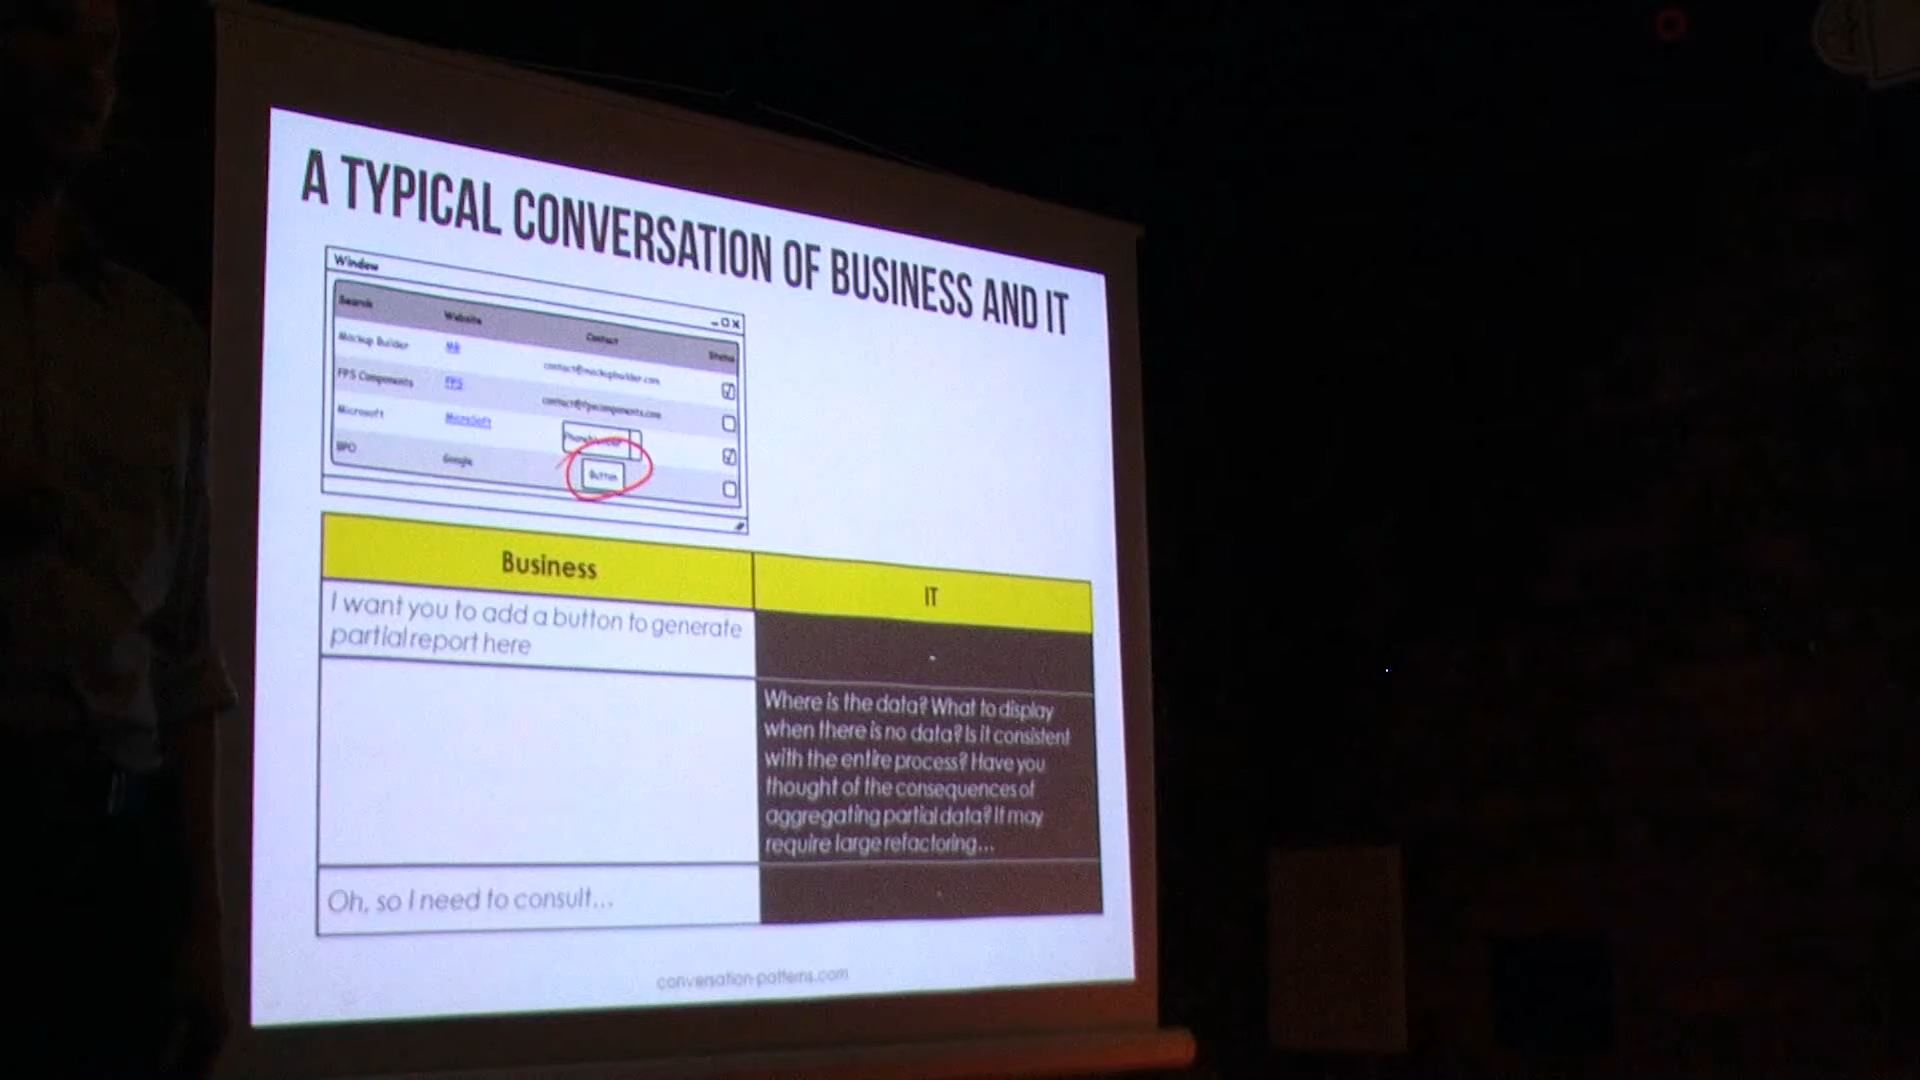 A TYPICAL CONVERSATION OF BUSINESS AND IT
Window
Search Website Contact Status
Mockup Builder MB contact@mockupbuilder.com
FPS Components FPS contact@fpscomponents.com
Microsoft MicroSoft
BPO Google Button
Business IT
I want you to add a button to generate
partial report here
Where is the data? What to display
when there is no data? Is it consistent
with the entire process? Have you
thought of the consequences of
aggregating partial data? It may
require large refactoring...
Oh, so I need to consult...
conversation-patterns.com